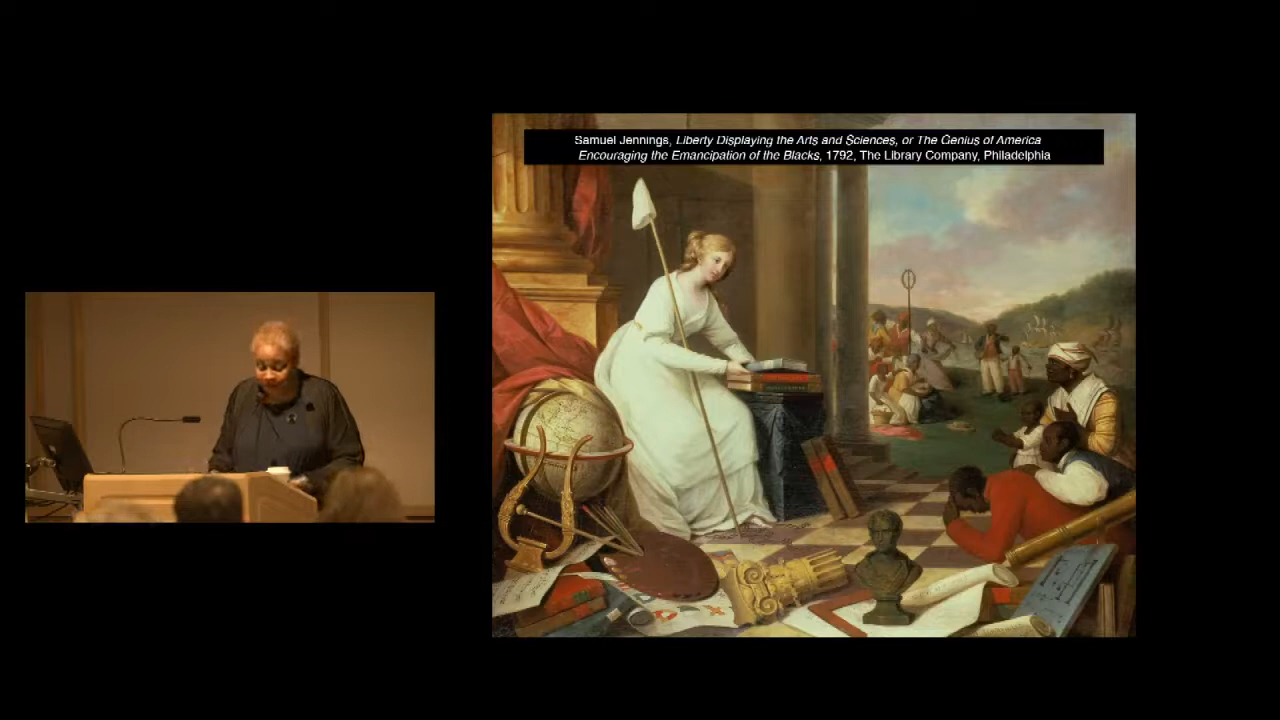 Samuel Jennings, Liberty Displaying the Arts and Sciences, or The Genius of America
Encouraging the Emancipation of the Blacks, 1792, The Library Company, Philadelphia